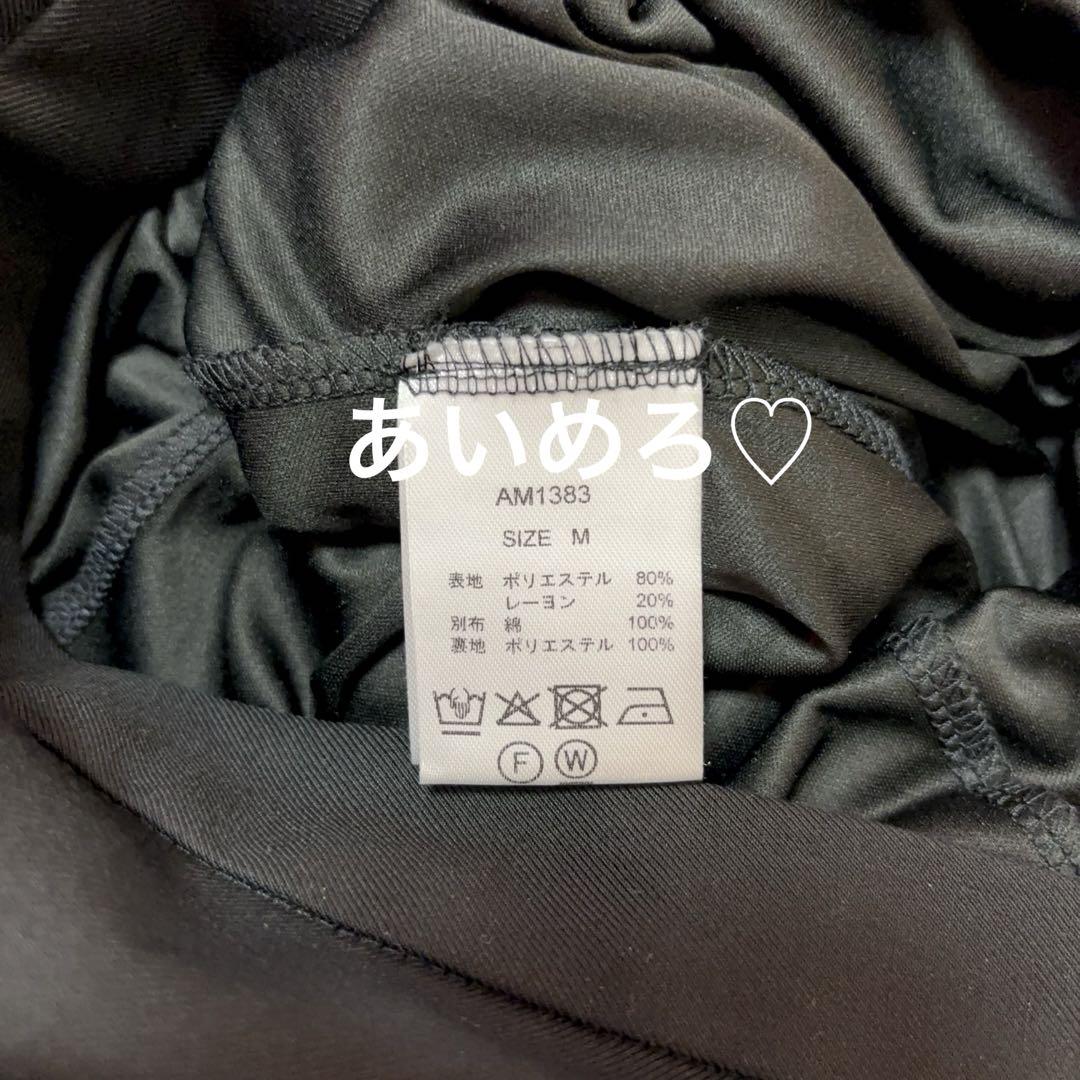 あいめろ♡
AM1383
SIZE M
表地 ポリエステル 80%
レーヨン 20%
別布 綿 100%
裏地 ポリエステル 100%
F W